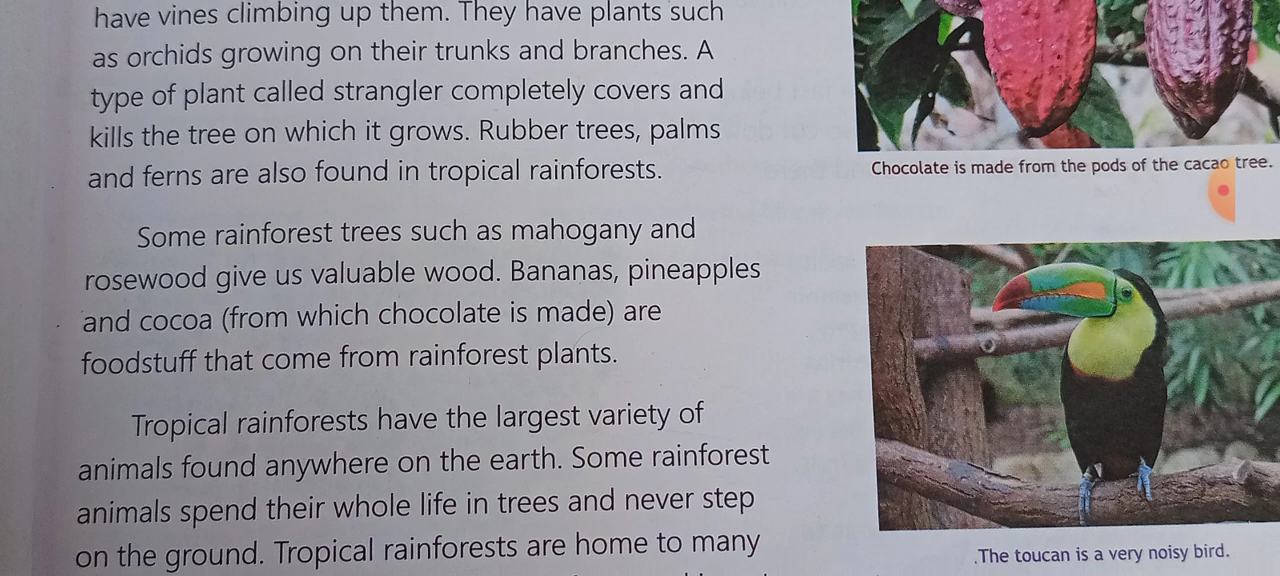 have vines climbing up them. They have plants such
as orchids growing on their trunks and branches. A
type of plant called strangler completely covers and
kills the tree on which it grows. Rubber trees, palms
and ferns are also found in tropical rainforests.
Some rainforest trees such as mahogany and
rosewood give us valuable wood. Bananas, pineapples
and cocoa (from which chocolate is made) are
foodstuff that come from rainforest plants.
Tropical rainforests have the largest variety of
animals found anywhere on the earth. Some rainforest
animals spend their whole life in trees and never step
on the ground. Tropical rainforests are home to many
Chocolate is made from the pods of the cacao tree.
The toucan is a very noisy bird.